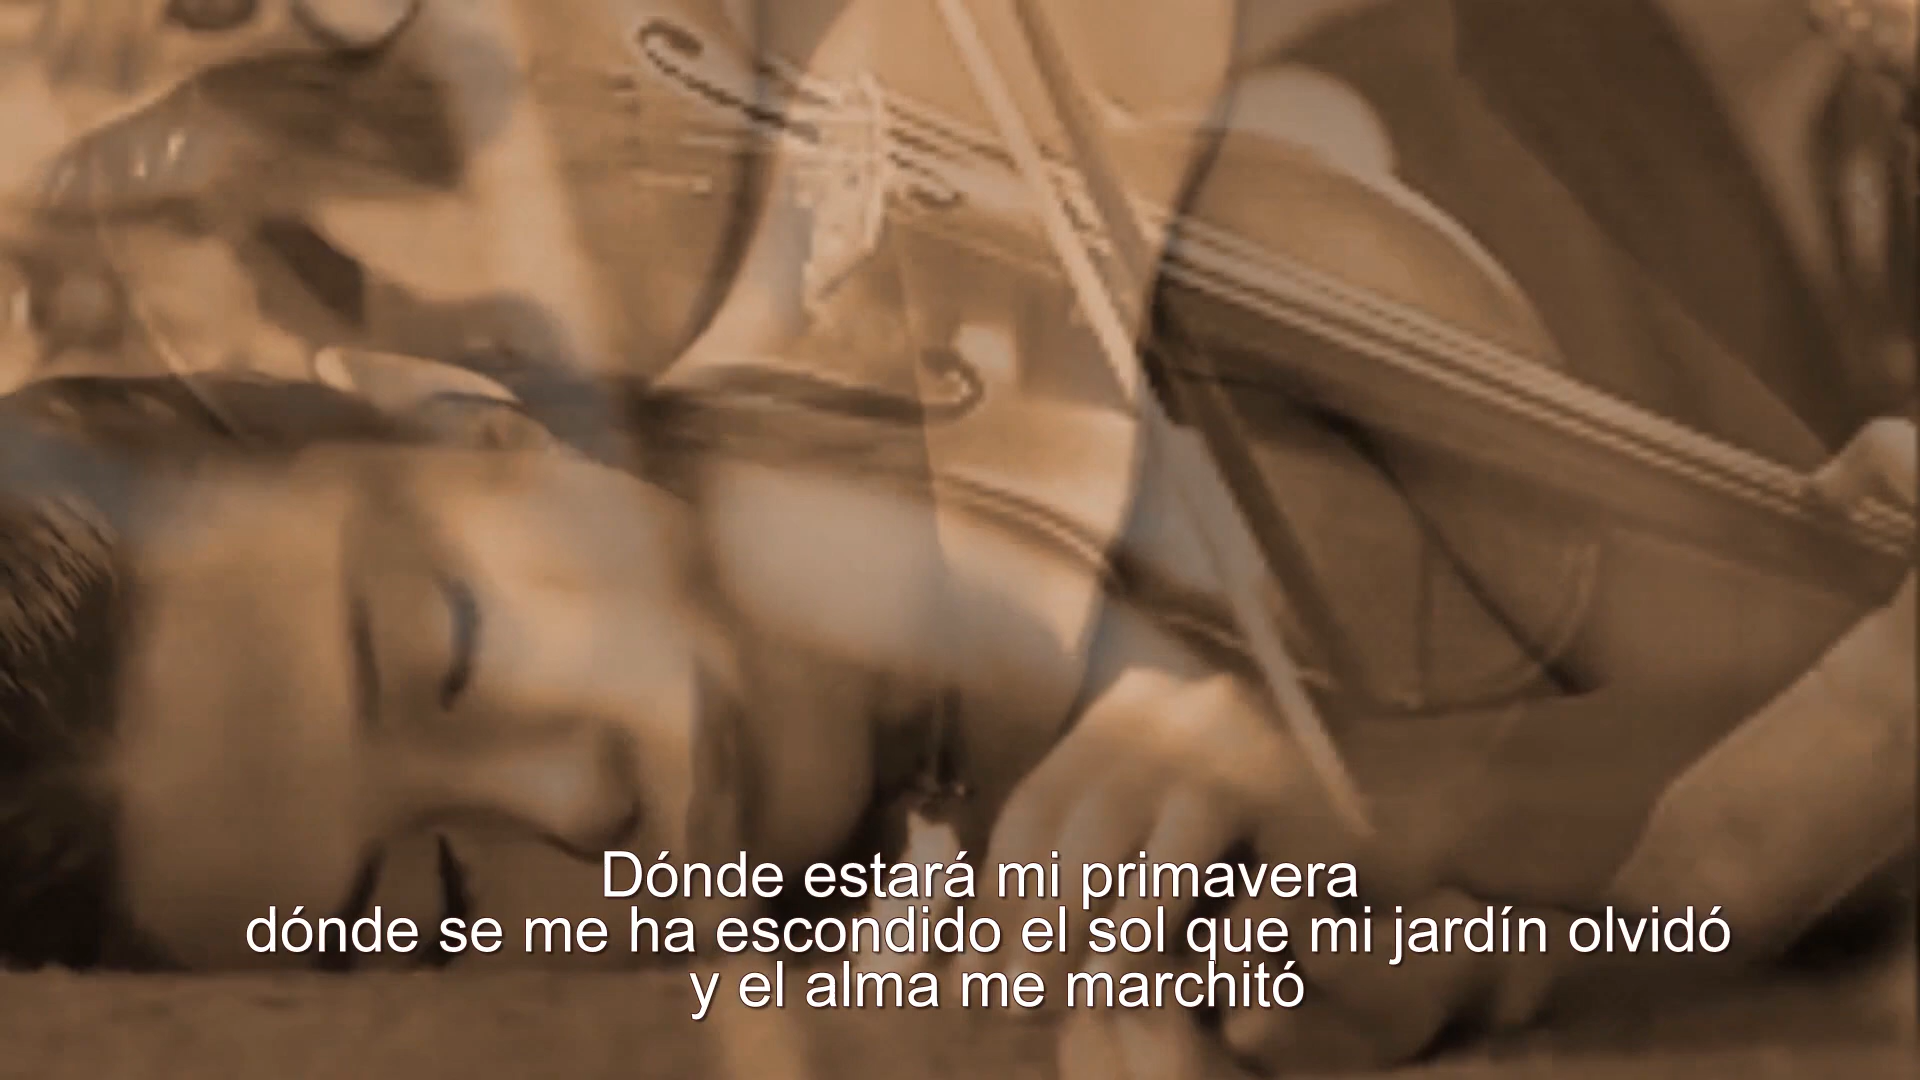 Dónde estará mi primavera
dónde se me ha escondido el sol que mi jardín olvidó
y el alma me marchitó